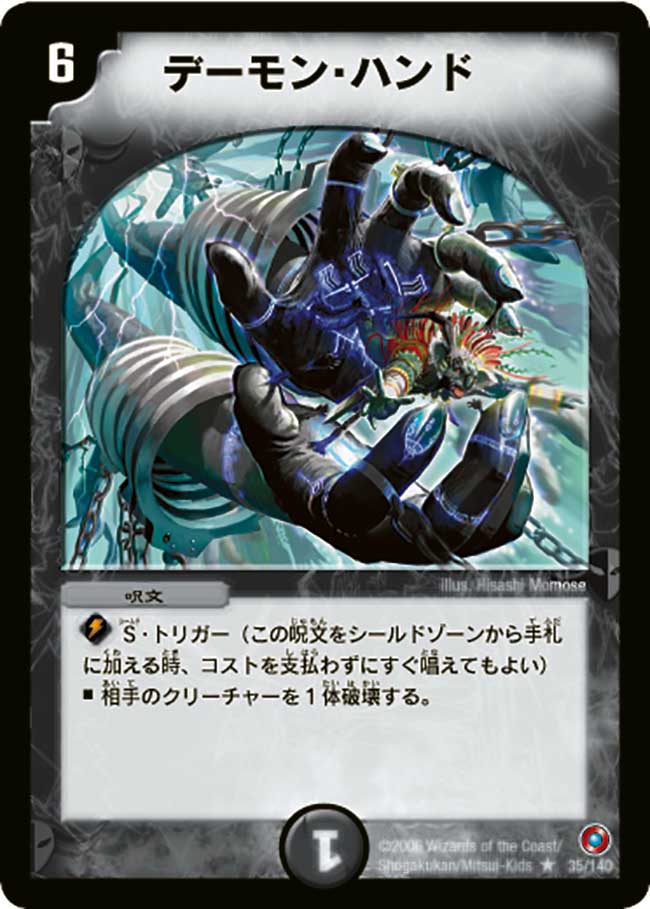 6
デーモン・ハンド
illus. Hisashi Momose
呪文
S・トリガー（この呪文をシールドゾーンから手札
に加える時、コストを支払わずにすぐ唱えてもよい）
■ 相手のクリーチャーを１体破壊する。
1
©2006 Wizards of the Coast/
Shogakukan/Mitsui-Kids ★ 35/140